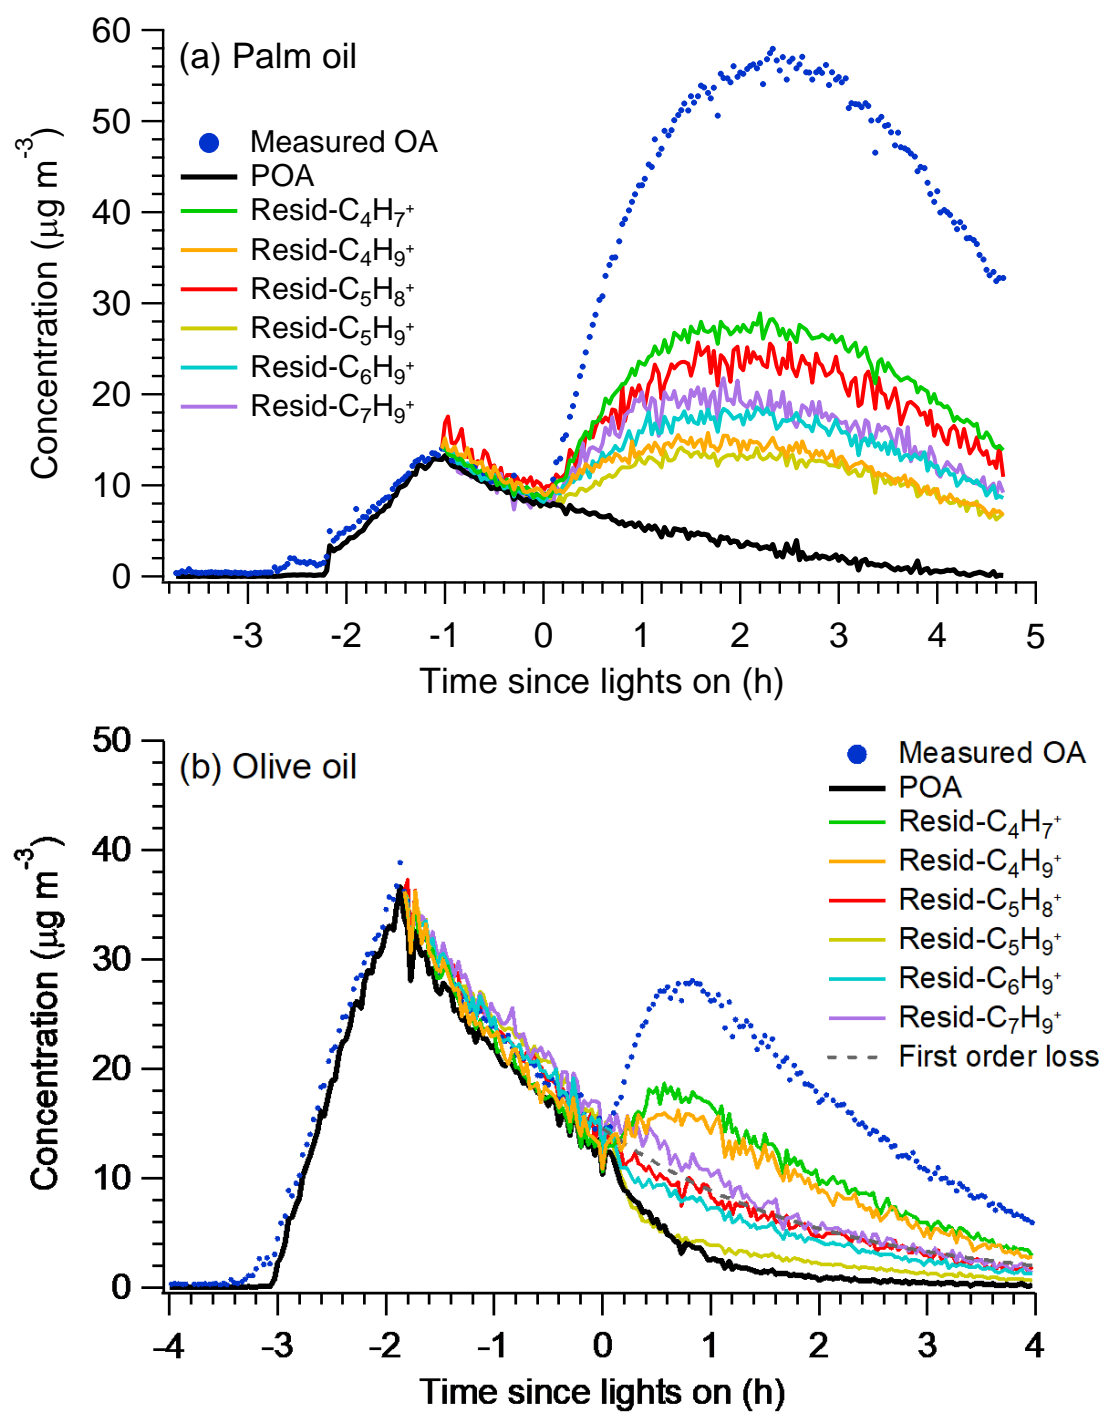 (a) Palm oil
Measured OA
POA
Resid-C₄H₇⁺
Resid-C₄H₉⁺
Resid-C₅H₈⁺
Resid-C₅H₉⁺
Resid-C₆H₉⁺
Resid-C₇H₉⁺
Concentration (μg m⁻³)
60
50
40
30
20
10
0
-3 -2 -1 0 1 2 3 4 5
Time since lights on (h)
(b) Olive oil
Measured OA
POA
Resid-C₄H₇⁺
Resid-C₄H₉⁺
Resid-C₅H₈⁺
Resid-C₅H₉⁺
Resid-C₆H₉⁺
Resid-C₇H₉⁺
First order loss
Concentration (μg m⁻³)
50
40
30
20
10
0
-4 -3 -2 -1 0 1 2 3 4
Time since lights on (h)